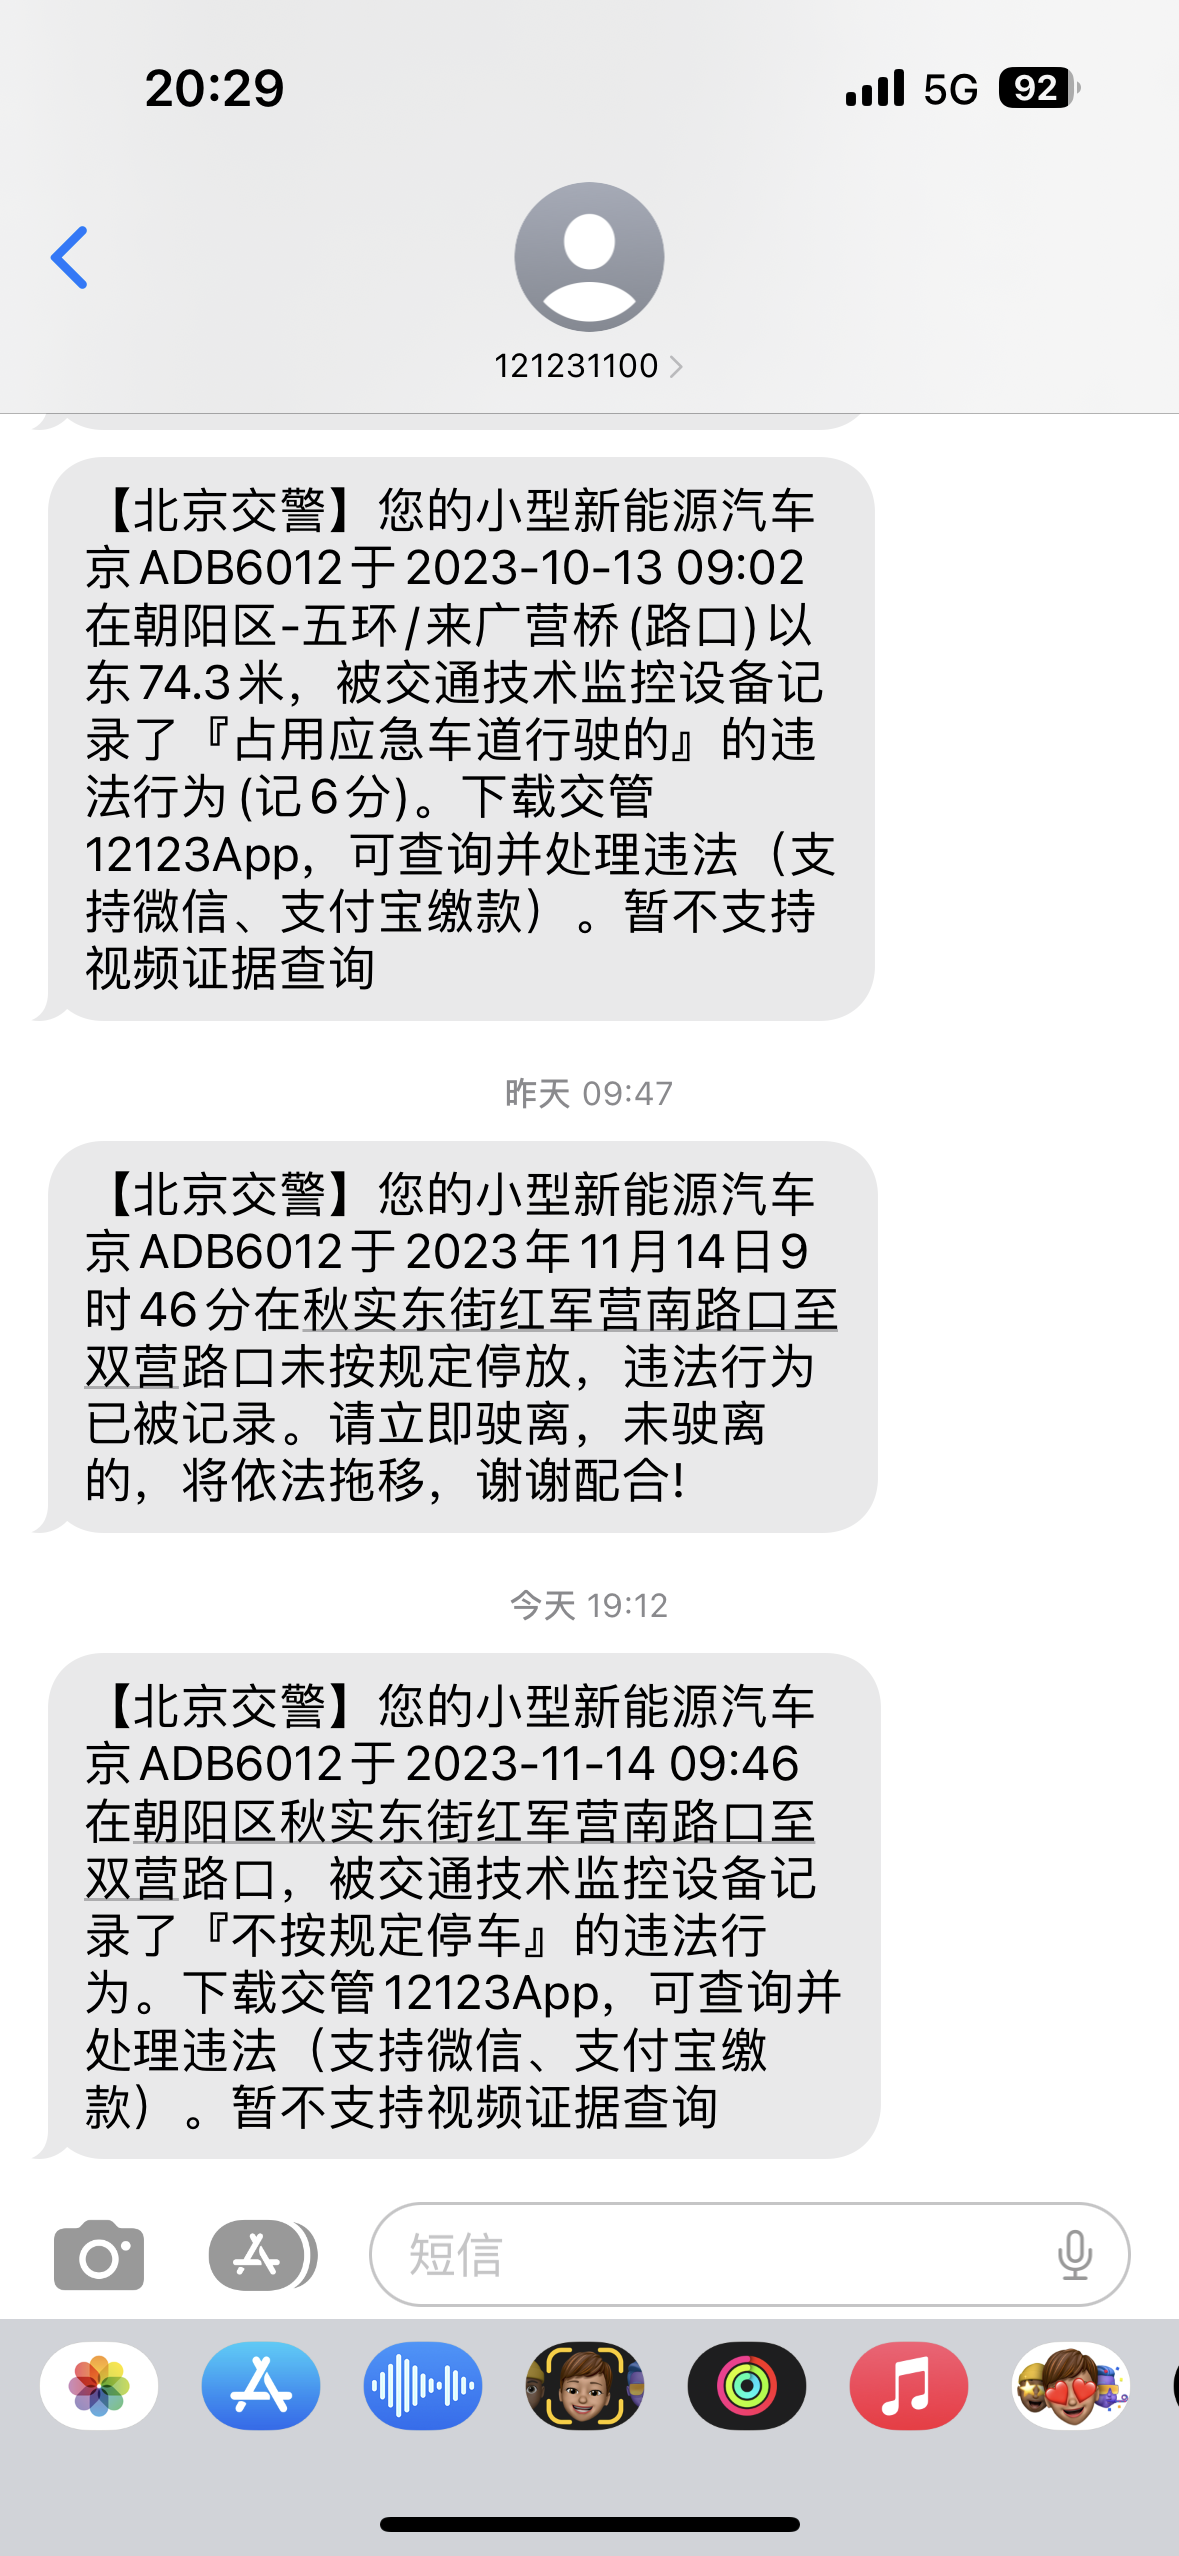 20:29
5G 92
121231100
【北京交警】您的小型新能源汽车
京ADB6012于2023-10-13 09:02
在朝阳区-五环/来广营桥(路口)以
东74.3米，被交通技术监控设备记
录了『占用应急车道行驶的』的违
法行为(记6分)。下载交管
12123App，可查询并处理违法（支
持微信、支付宝缴款）。暂不支持
视频证据查询
昨天 09:47
【北京交警】您的小型新能源汽车
京ADB6012于2023年11月14日9
时46分在秋实东街红军营南路口至
双营路口未按规定停放，违法行为
已被记录。请立即驶离，未驶离
的，将依法拖移，谢谢配合!
今天 19:12
【北京交警】您的小型新能源汽车
京ADB6012于2023-11-14 09:46
在朝阳区秋实东街红军营南路口至
双营路口，被交通技术监控设备记
录了『不按规定停车』的违法行
为。下载交管12123App，可查询并
处理违法（支持微信、支付宝缴
款）。暂不支持视频证据查询
短信